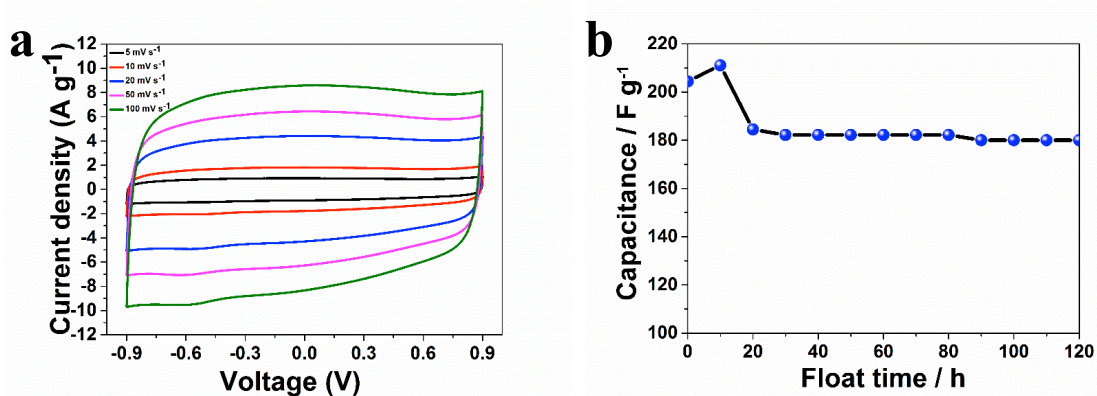 a
12
10
8
6
4
2
0
-2
-4
-6
-8
-10
-12
Current density (A g-1)
5 mV s-1
10 mV s-1
20 mV s-1
50 mV s-1
100 mV s-1
-0.9 -0.6 -0.3 0.0 0.3 0.6 0.9
Voltage (V)
b
220
200
180
160
140
120
100
Capacitance / F g-1
0 20 40 60 80 100 120
Float time / h